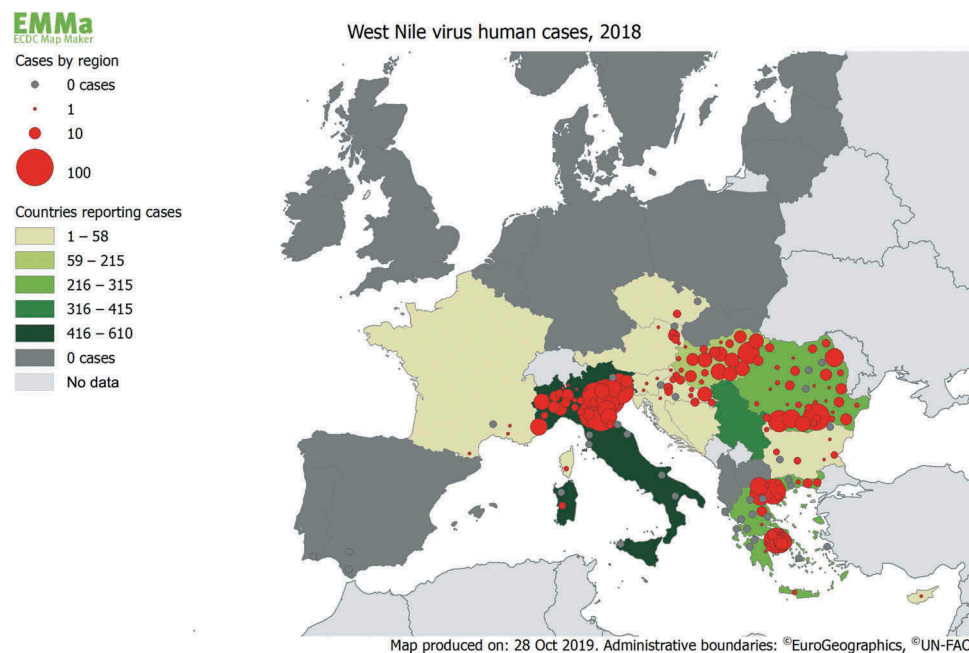 EMMa
ECDC Map Maker
West Nile virus human cases, 2018
Cases by region
0 cases
1
10
100
Countries reporting cases
1 – 58
59 – 215
216 – 315
316 – 415
416 – 610
0 cases
No data
Map produced on: 28 Oct 2019. Administrative boundaries: ©EuroGeographics, ©UN-FAO